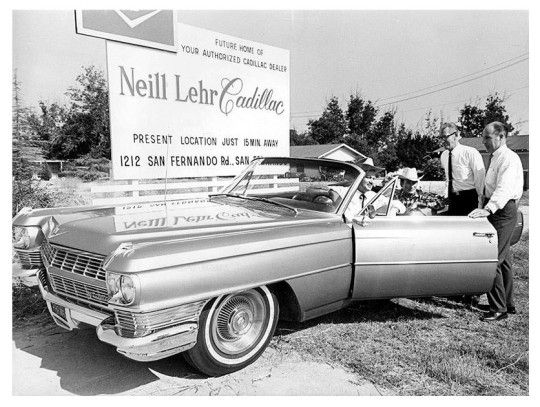 FUTURE HOME OF
YOUR AUTHORIZED CADILLAC DEALER
Neill Lehr Cadillac
PRESENT LOCATION JUST 15 MIN. AWAY
1212 SAN FERNANDO Rd., SAN